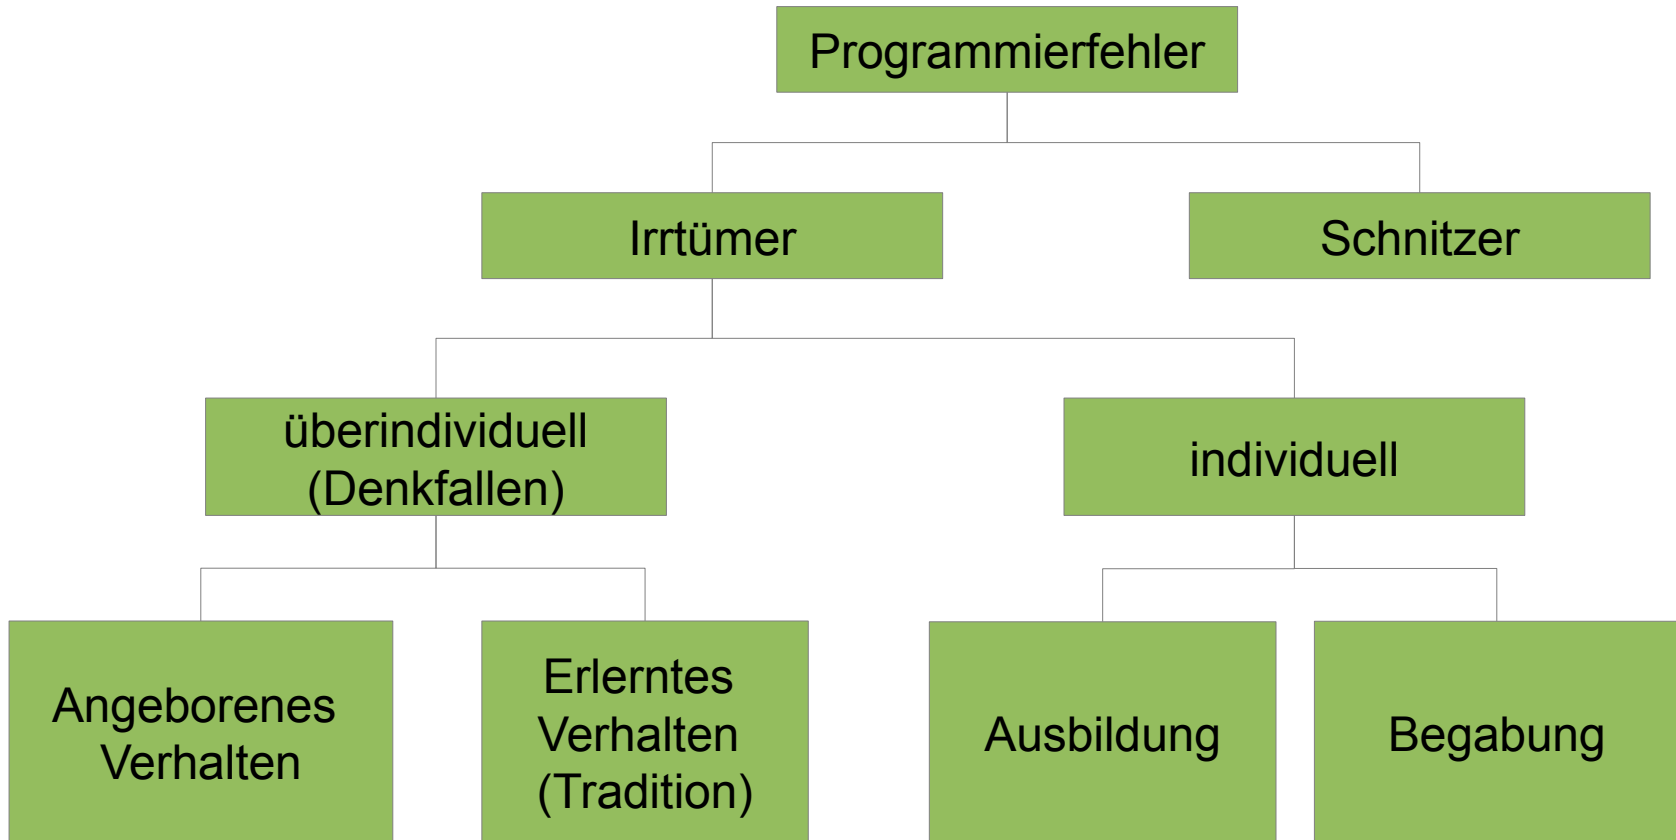 Programmierfehler
Irrtümer
Schnitzer
überindividuell
(Denkfallen)
individuell
Angeborenes
Verhalten
Erlerntes
Verhalten
(Tradition)
Ausbildung
Begabung